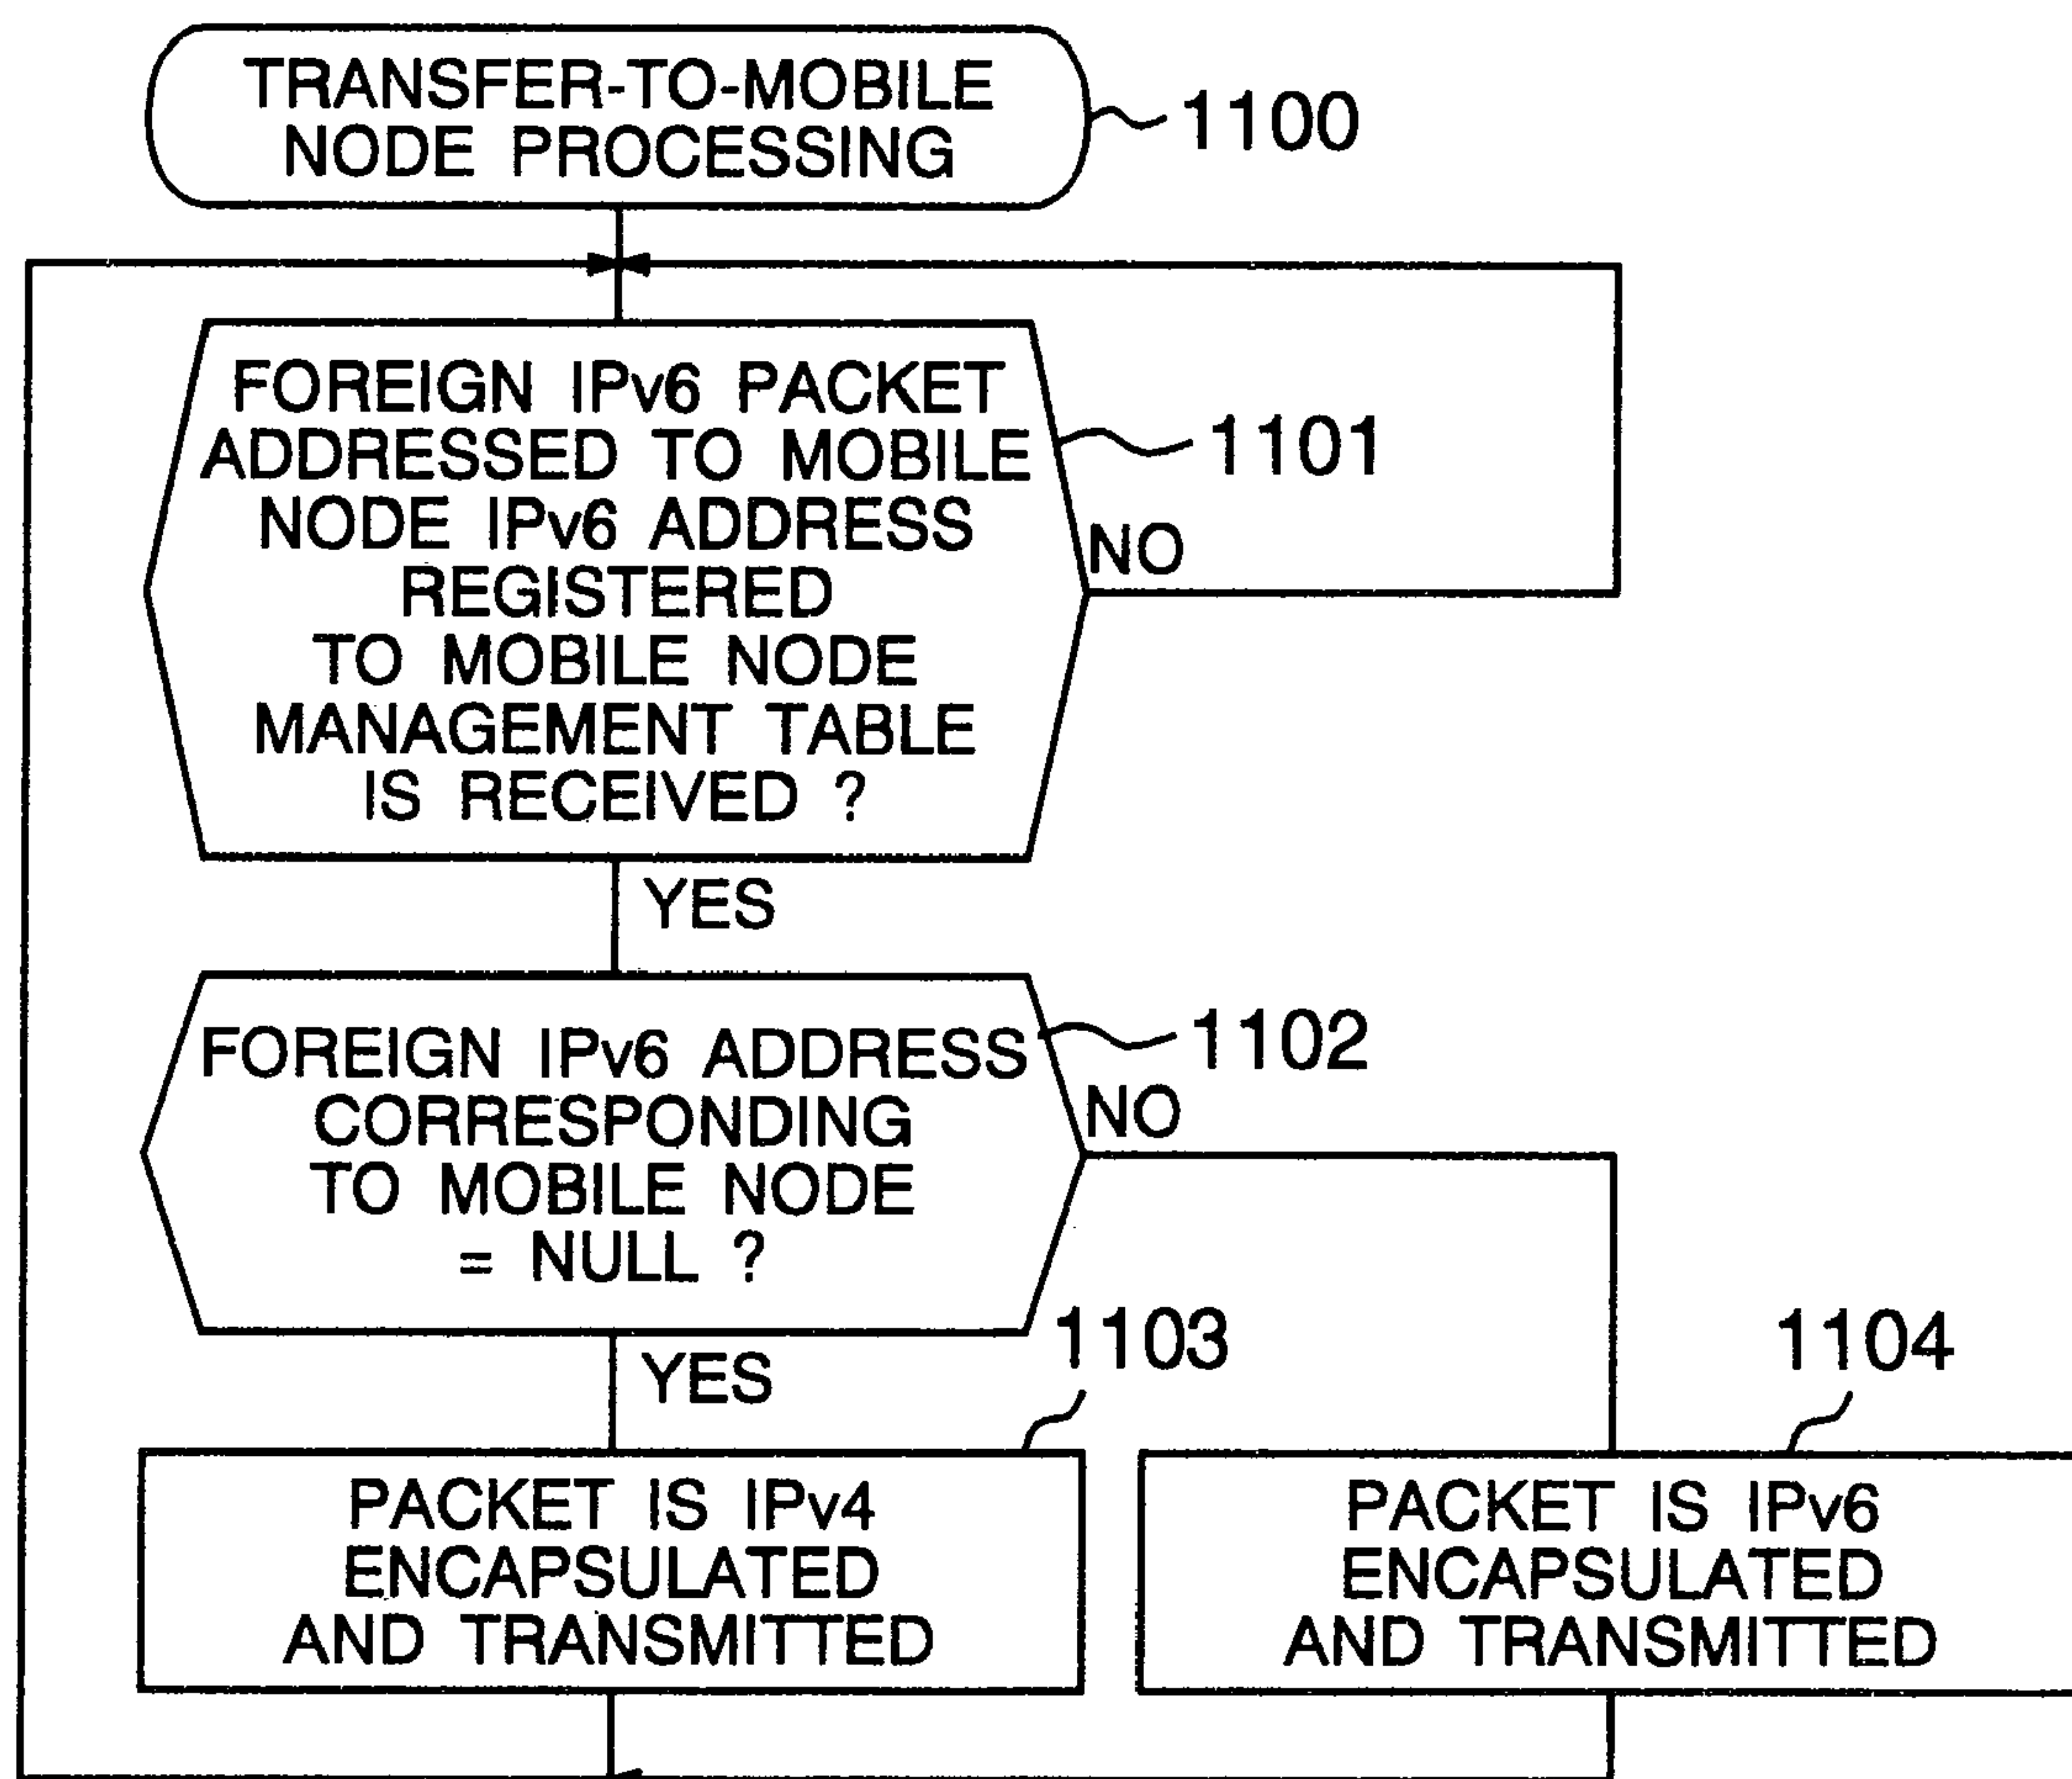 TRANSFER-TO-MOBILE
NODE PROCESSING
1100
FOREIGN IPv6 PACKET
ADDRESSED TO MOBILE
NODE IPv6 ADDRESS
REGISTERED
TO MOBILE NODE
MANAGEMENT TABLE
IS RECEIVED ?
1101
NO
YES
FOREIGN IPv6 ADDRESS
CORRESPONDING
TO MOBILE NODE
= NULL ?
1102
NO
YES
1103
PACKET IS IPv4
ENCAPSULATED
AND TRANSMITTED
1104
PACKET IS IPv6
ENCAPSULATED
AND TRANSMITTED